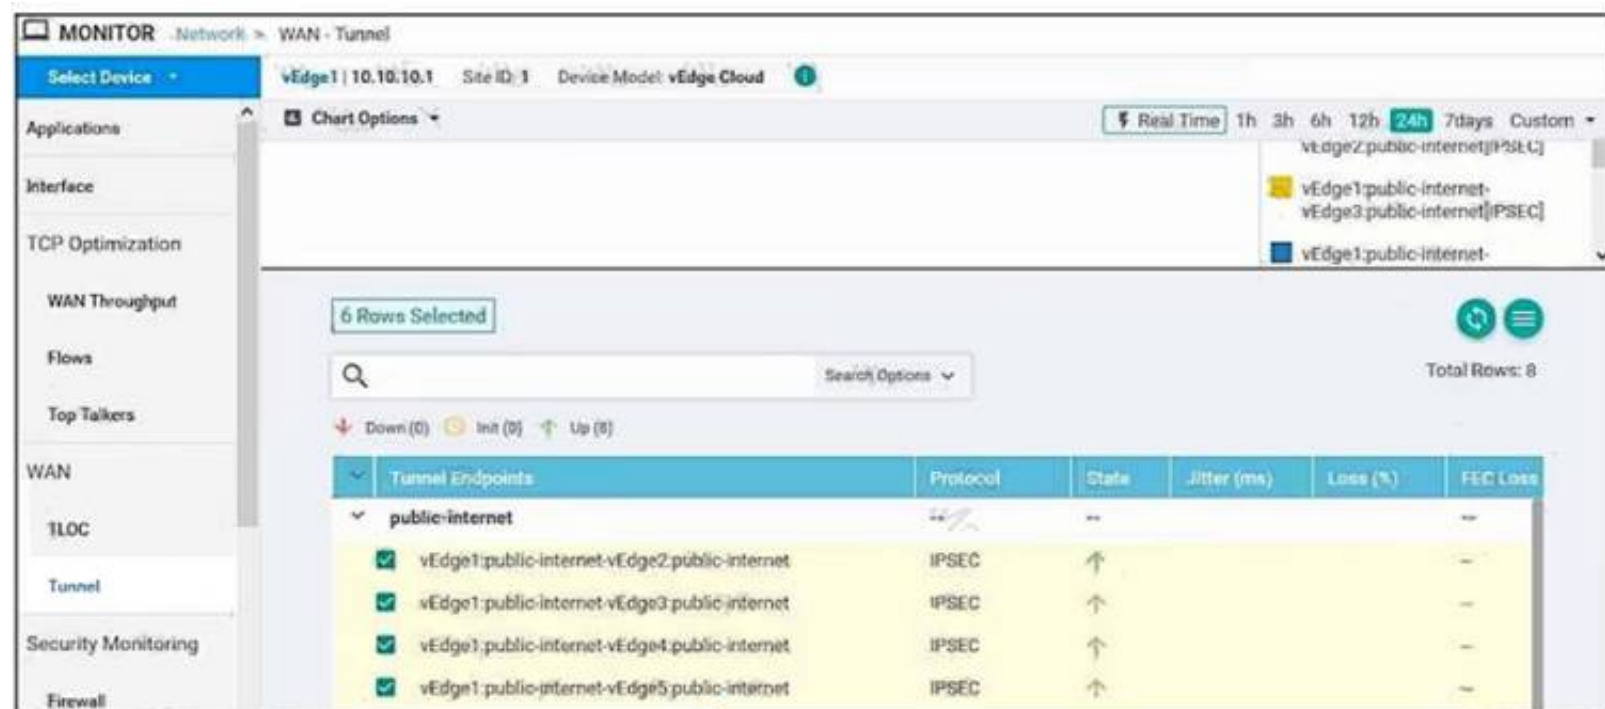 MONITOR Network > WAN - Tunnel
Select Device
vEdge1 | 10.10.10.1 Site ID: 1 Device Model: vEdge Cloud
Chart Options
Real Time 1h 3h 6h 12h 24h 7days Custom
Applications
Interface
TCP Optimization
WAN Throughput
Flows
Top Talkers
WAN
TLOC
Tunnel
Security Monitoring
Firewall
vEdge2:public-internet[IPSEC]
vEdge1:public-internet-
vEdge3:public-internet[IPSEC]
vEdge1:public-internet-
6 Rows Selected
Search Options
Total Rows: 8
Down (0) Init (0) Up (8)
Tunnel Endpoints Protocol State Jitter (ms) Loss (%) FEC Loss
public-internet -- -- --
vEdge1:public-internet-vEdge2:public-internet IPSEC --
vEdge1:public-internet-vEdge3:public-internet IPSEC --
vEdge1:public-internet-vEdge4:public-internet IPSEC --
vEdge1:public-internet-vEdge5:public-internet IPSEC --